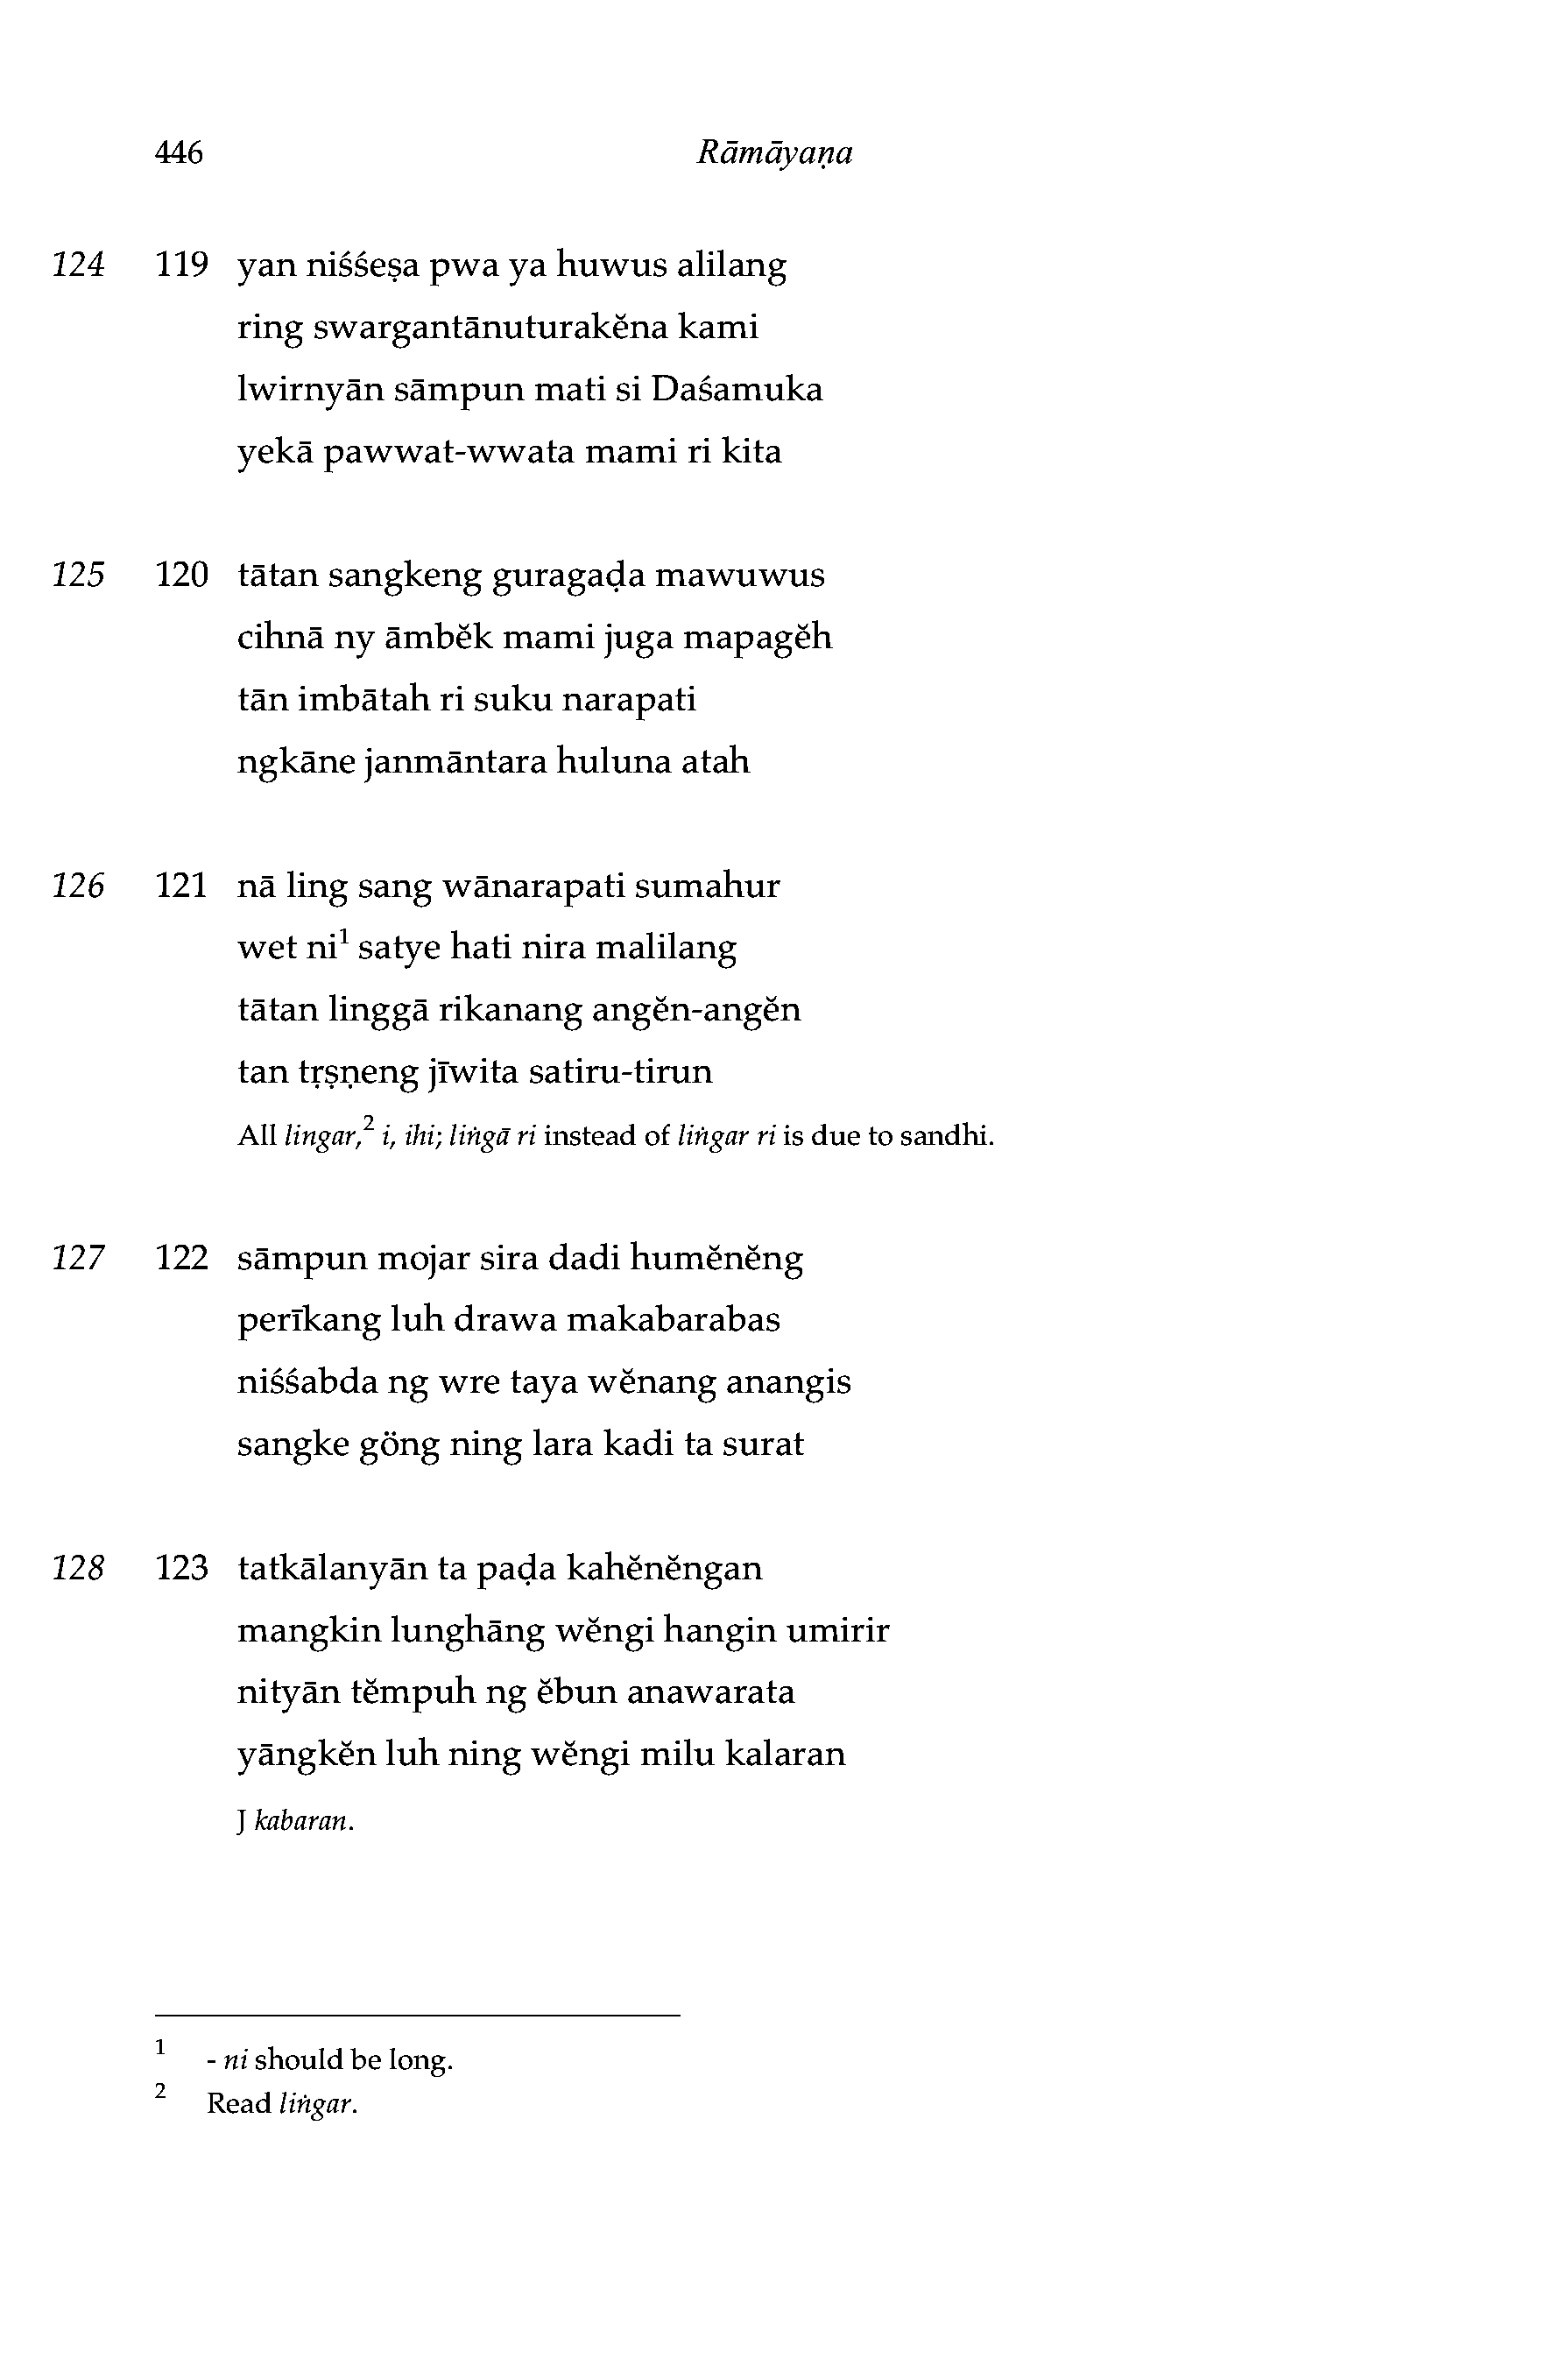 446 Rāmāyaṇa
124 119 yan niśśeṣa pwa ya huwus alilang
ring swargantānuturakĕna kami
lwirnyān sāmpun mati si Daśamuka
yekā pawwat-wwata mami ri kita
125 120 tātan sangkeng guragaḍa mawuwus
cihnā ny āmbĕk mami juga mapagĕh
tān imbātah ri suku narapati
ngkāne janmāntara huluna atah
126 121 nā ling sang wānarapati sumahur
wet ni¹ satye hati nira malilang
tātan linggā rikanang angĕn-angĕn
tan tṛṣṇeng jīwita satiru-tirun
All lingar,² i, ihi; liṅgā ri instead of liṅgar ri is due to sandhi.
127 122 sāmpun mojar sira dadi humĕnĕng
perīkang luh drawa makabarabas
niśśabda ng wre taya wĕnang anangis
sangke göng ning lara kadi ta surat
128 123 tatkālanyān ta paḍa kahĕnĕngan
mangkin lunghāng wĕngi hangin umirir
nityān tĕmpuh ng ĕbun anawarata
yāngkĕn luh ning wĕngi milu kalaran
J kabaran.
1 - ni should be long.
2 Read liṅgar.